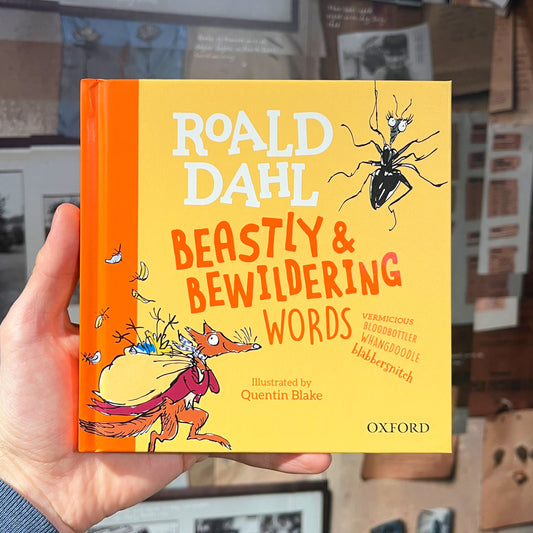 ROALD
DAHL
BEASTLY &
BEWILDERING
WORDS
VERMICIOUS
BLOODBOTTLER
WHANGDOODLE
blabbersnitch
Illustrated by
Quentin Blake
OXFORD